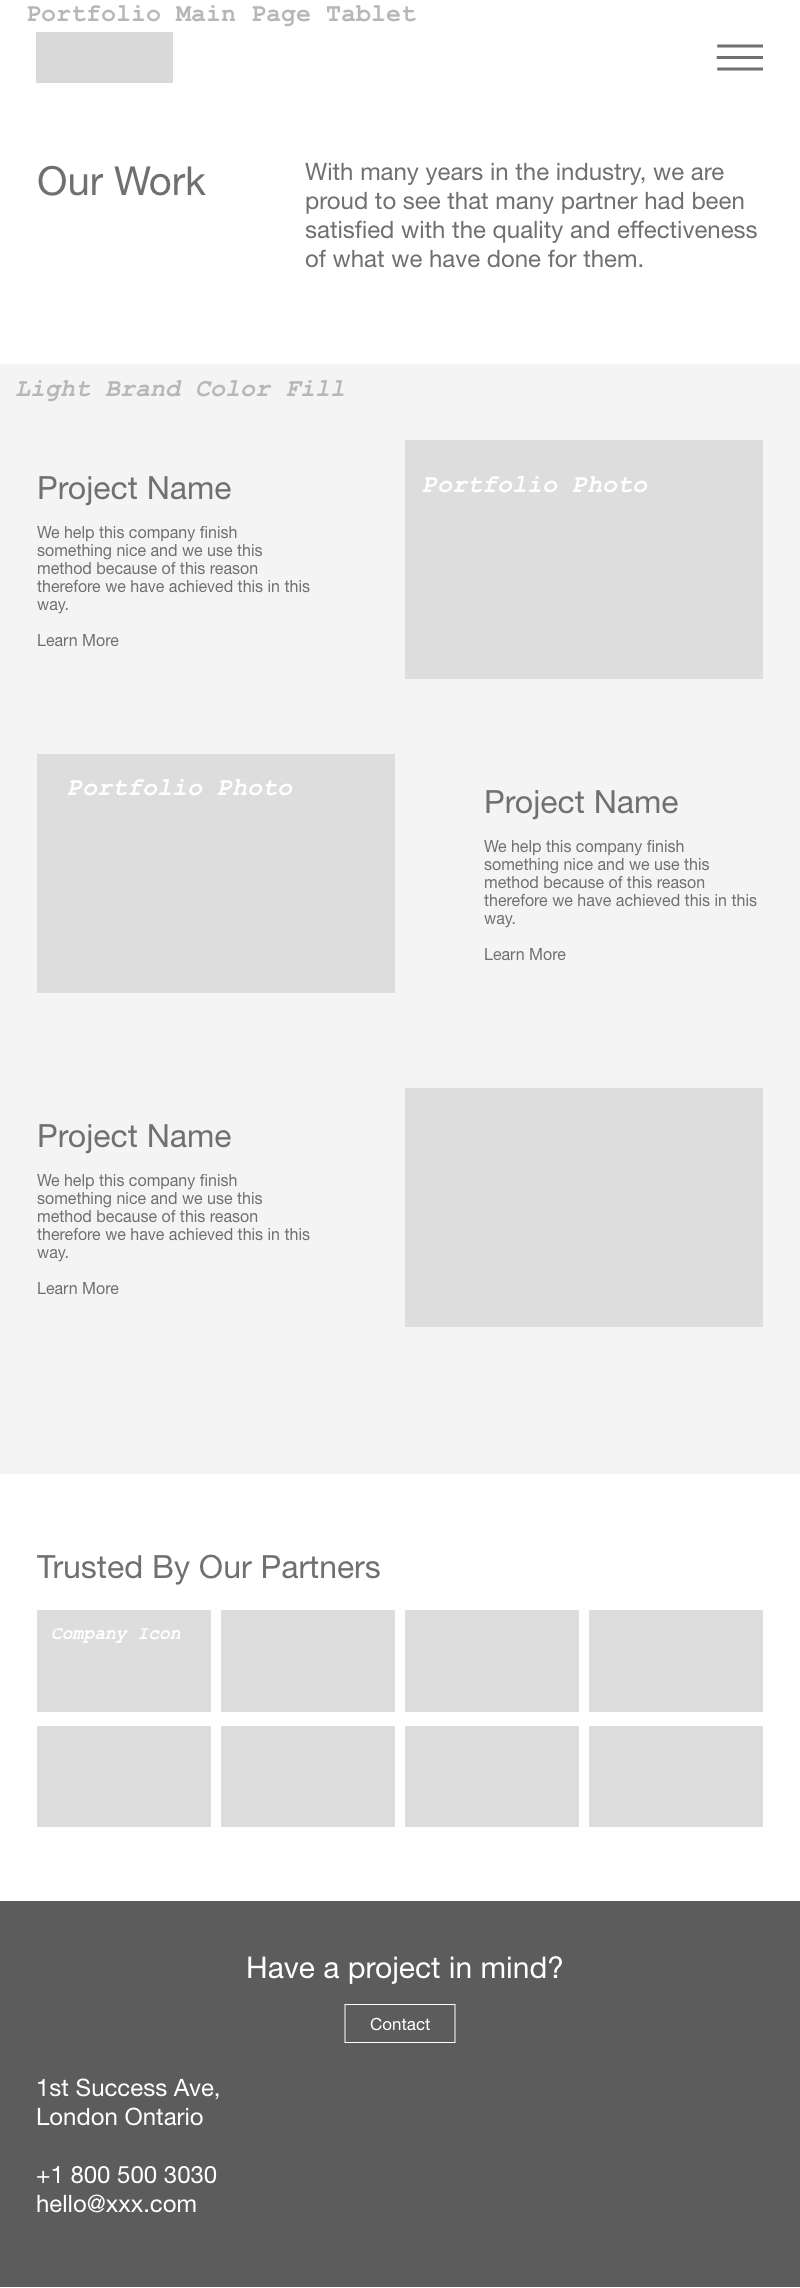 Portfolio Main Page Tablet
Our Work
With many years in the industry, we are
proud to see that many partner had been
satisfied with the quality and effectiveness
of what we have done for them.
Light Brand Color Fill
Project Name
We help this company finish
something nice and we use this
method because of this reason
therefore we have achieved this in this
way.
Learn More
Portfolio Photo
Portfolio Photo
Project Name
We help this company finish
something nice and we use this
method because of this reason
therefore we have achieved this in this
way.
Learn More
Project Name
We help this company finish
something nice and we use this
method because of this reason
therefore we have achieved this in this
way.
Learn More
Trusted By Our Partners
Company Icon
Have a project in mind?
Contact
1st Success Ave,
London Ontario
+1 800 500 3030
hello@xxx.com